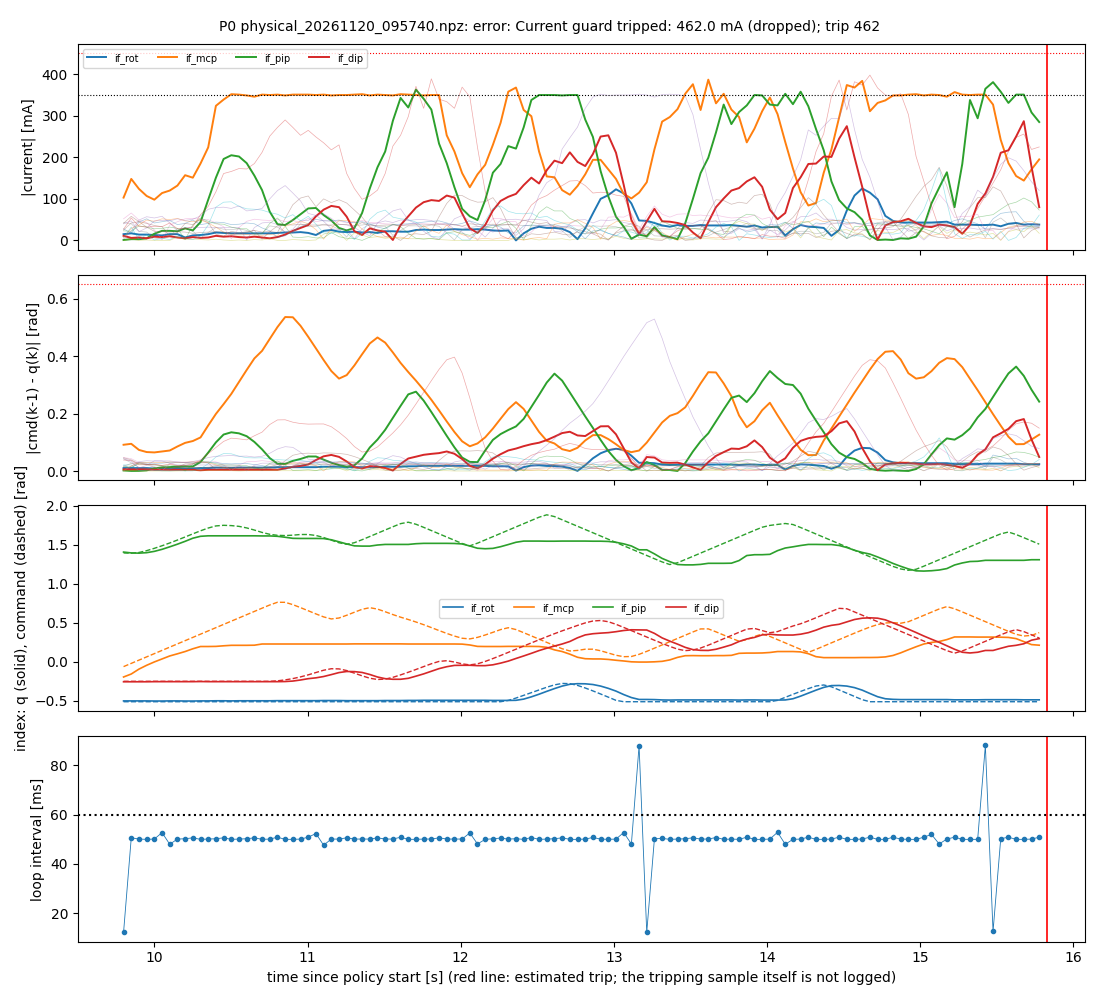 P0 physical_20261120_095740.npz: error: Current guard tripped: 462.0 mA (dropped); trip 462
if_rot if_mcp if_pip if_dip
|current| [mA]
400
300
200
100
0
|cmd(k-1) - q(k)| [rad]
0.6
0.4
0.2
0.0
index: q (solid), command (dashed) [rad]
2.0
1.5
1.0
0.5
0.0
−0.5
if_rot if_mcp if_pip if_dip
loop interval [ms]
80
60
40
20
10 11 12 13 14 15 16
time since policy start [s] (red line: estimated trip; the tripping sample itself is not logged)